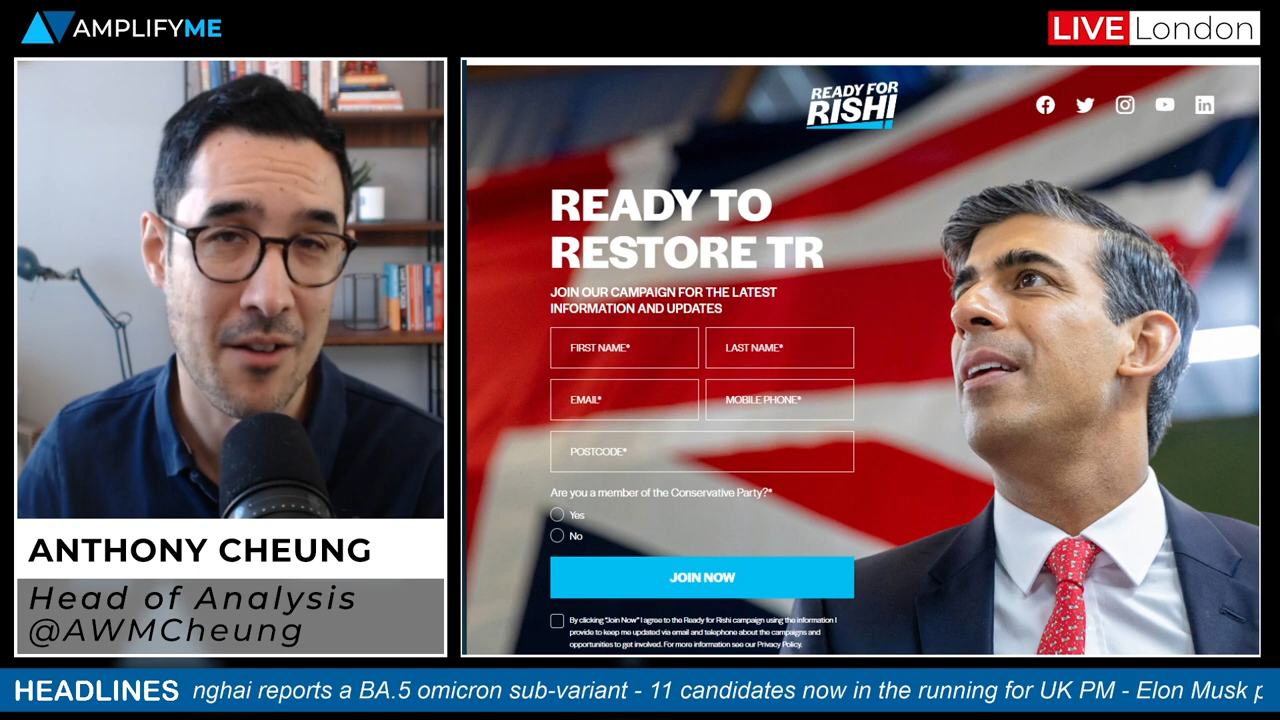 AMPLIFYME
LIVE London
READY FOR
RISHI!
READY TO
RESTORE TR
JOIN OUR CAMPAIGN FOR THE LATEST
INFORMATION AND UPDATES
FIRST NAME* LAST NAME*
EMAIL* MOBILE PHONE*
POSTCODE*
Are you a member of the Conservative Party?*
Yes
No
JOIN NOW
By clicking "Join Now" I agree to the Ready for Rishi campaign using the information I
provide to keep me updated via email and telephone about the campaigns and
opportunities to get involved. For more information see our Privacy Policy.
ANTHONY CHEUNG
Head of Analysis
@AWMCheung
HEADLINES nghai reports a BA.5 omicron sub-variant - 11 candidates now in the running for UK PM - Elon Musk p